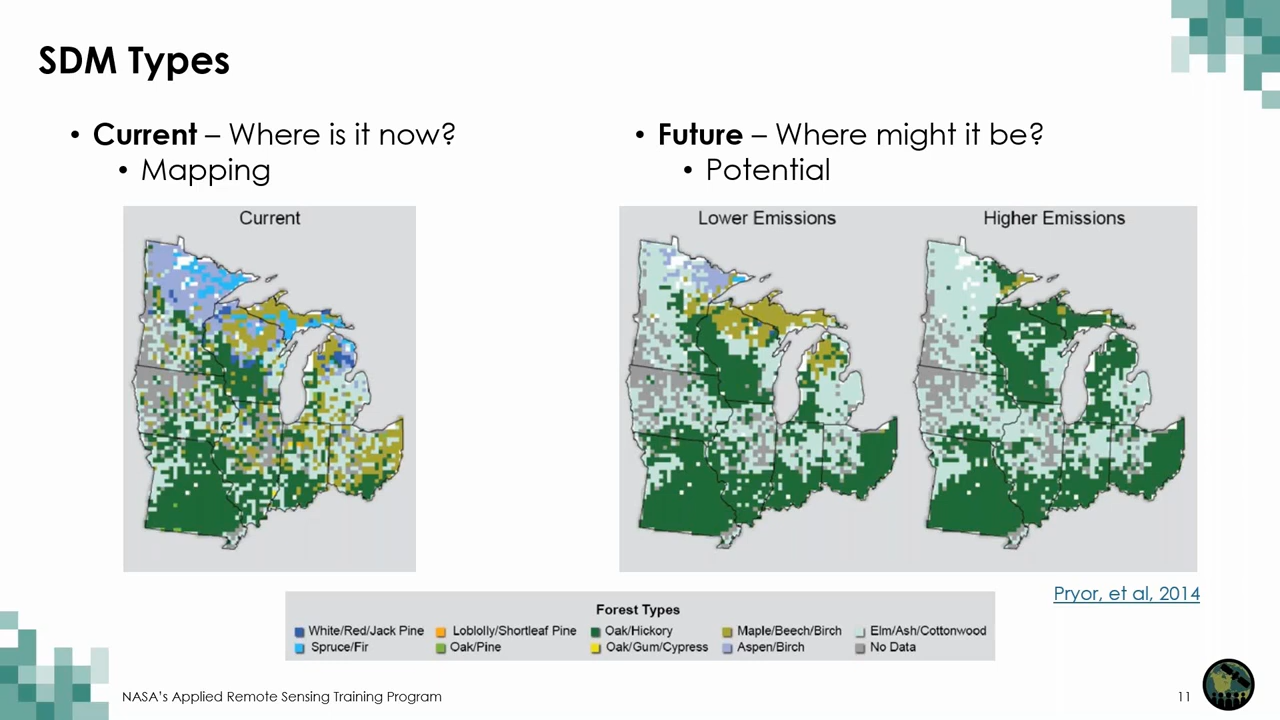 SDM Types
• Current – Where is it now?
• Mapping
• Future – Where might it be?
• Potential
Current
Lower Emissions
Higher Emissions
Pryor, et al, 2014
Forest Types
White/Red/Jack Pine
Loblolly/Shortleaf Pine
Oak/Hickory
Maple/Beech/Birch
Elm/Ash/Cottonwood
Spruce/Fir
Oak/Pine
Oak/Gum/Cypress
Aspen/Birch
No Data
NASA's Applied Remote Sensing Training Program
11